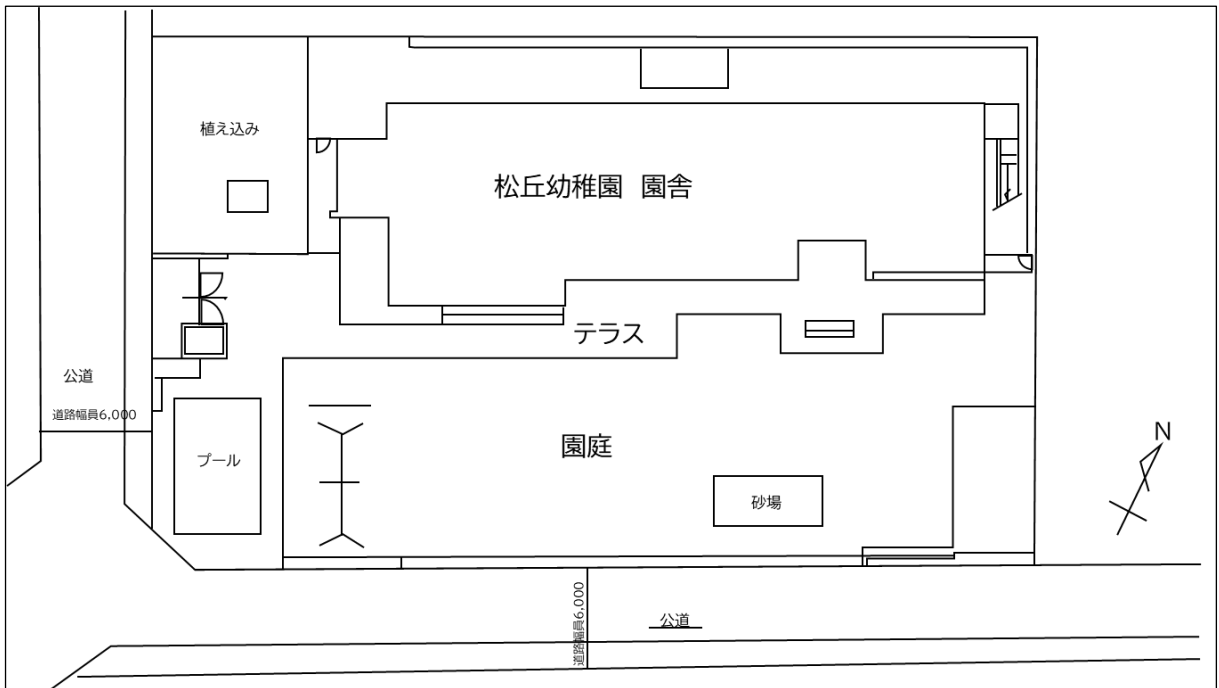 植え込み
松丘幼稚園 園舎
テラス
公道
道路幅員6,000
プール
園庭
砂場
N
道路幅員6,000
公道